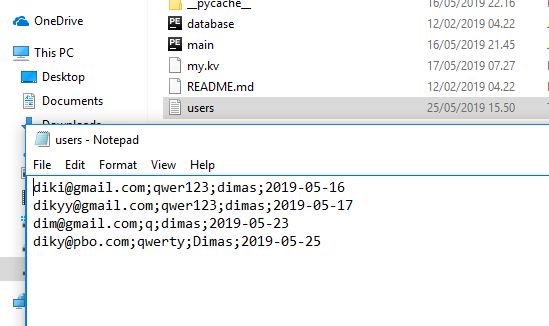 __pycache__ 16/05/2019 22.16
OneDrive
database 12/02/2019 04.22
This PC
main 16/05/2019 21.45
Desktop
my.kv 17/05/2019 07.27
Documents
README.md 12/02/2019 04.22
Downloads
users 25/05/2019 15.50
users - Notepad
File Edit Format View Help
diki@gmail.com;qwer123;dimas;2019-05-16
dikyy@gmail.com;qwer123;dimas;2019-05-17
dim@gmail.com;q;dimas;2019-05-23
diky@pbo.com;qwerty;Dimas;2019-05-25